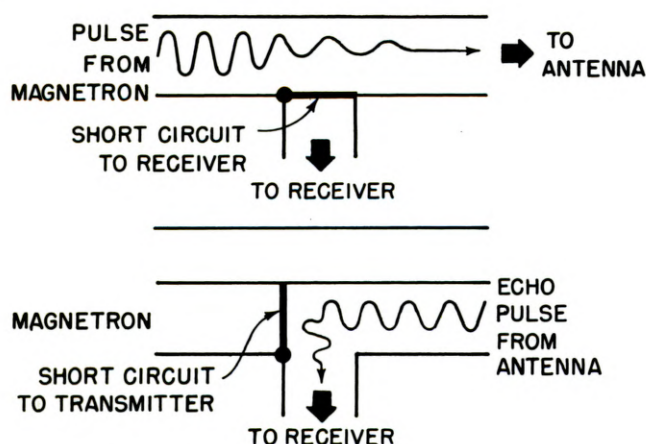 PULSE
FROM
MAGNETRON
TO
ANTENNA
SHORT CIRCUIT
TO RECEIVER
TO RECEIVER
MAGNETRON
ECHO
PULSE
FROM
ANTENNA
SHORT CIRCUIT
TO TRANSMITTER
TO RECEIVER